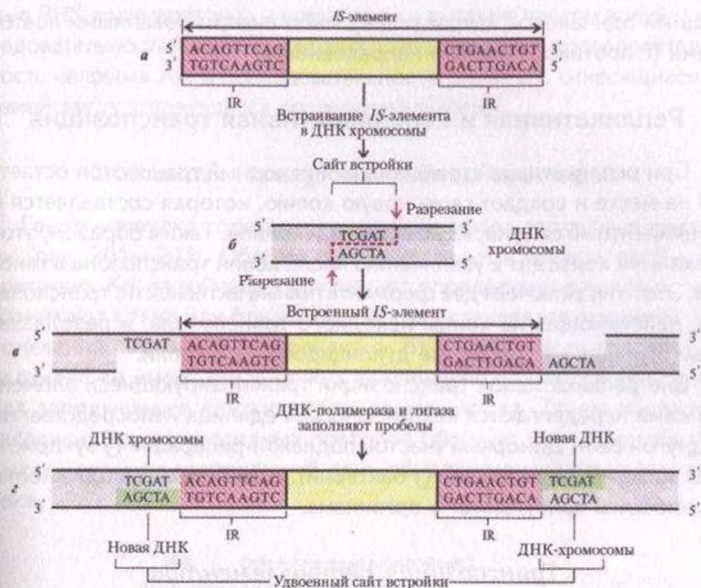 IS-элемент
а 5′ ACAGTTCAG CTGAACTGT 3′
3′ TGTCAAGTC GACTTGACA 5′
IR IR
Встраивание IS-элемента
в ДНК хромосомы
Сайт встройки
Разрезание
5′ TCGAT 3′ ДНК
б хромосомы
3′ AGCTA 5′
Разрезание
Встроенный IS-элемент
в 5′ TCGAT ACAGTTCAG CTGAACTGT 3′
3′ TGTCAAGTC GACTTGACA AGCTA 5′
IR IR
ДНК-полимераза и лигаза
заполняют пробелы
ДНК хромосомы Новая ДНК
г 5′ TCGAT ACAGTTCAG CTGAACTGT TCGAT 3′
3′ AGCTA TGTCAAGTC GACTTGACA AGCTA 5′
IR IR
Новая ДНК ДНК-хромосомы
Удвоенный сайт встройки